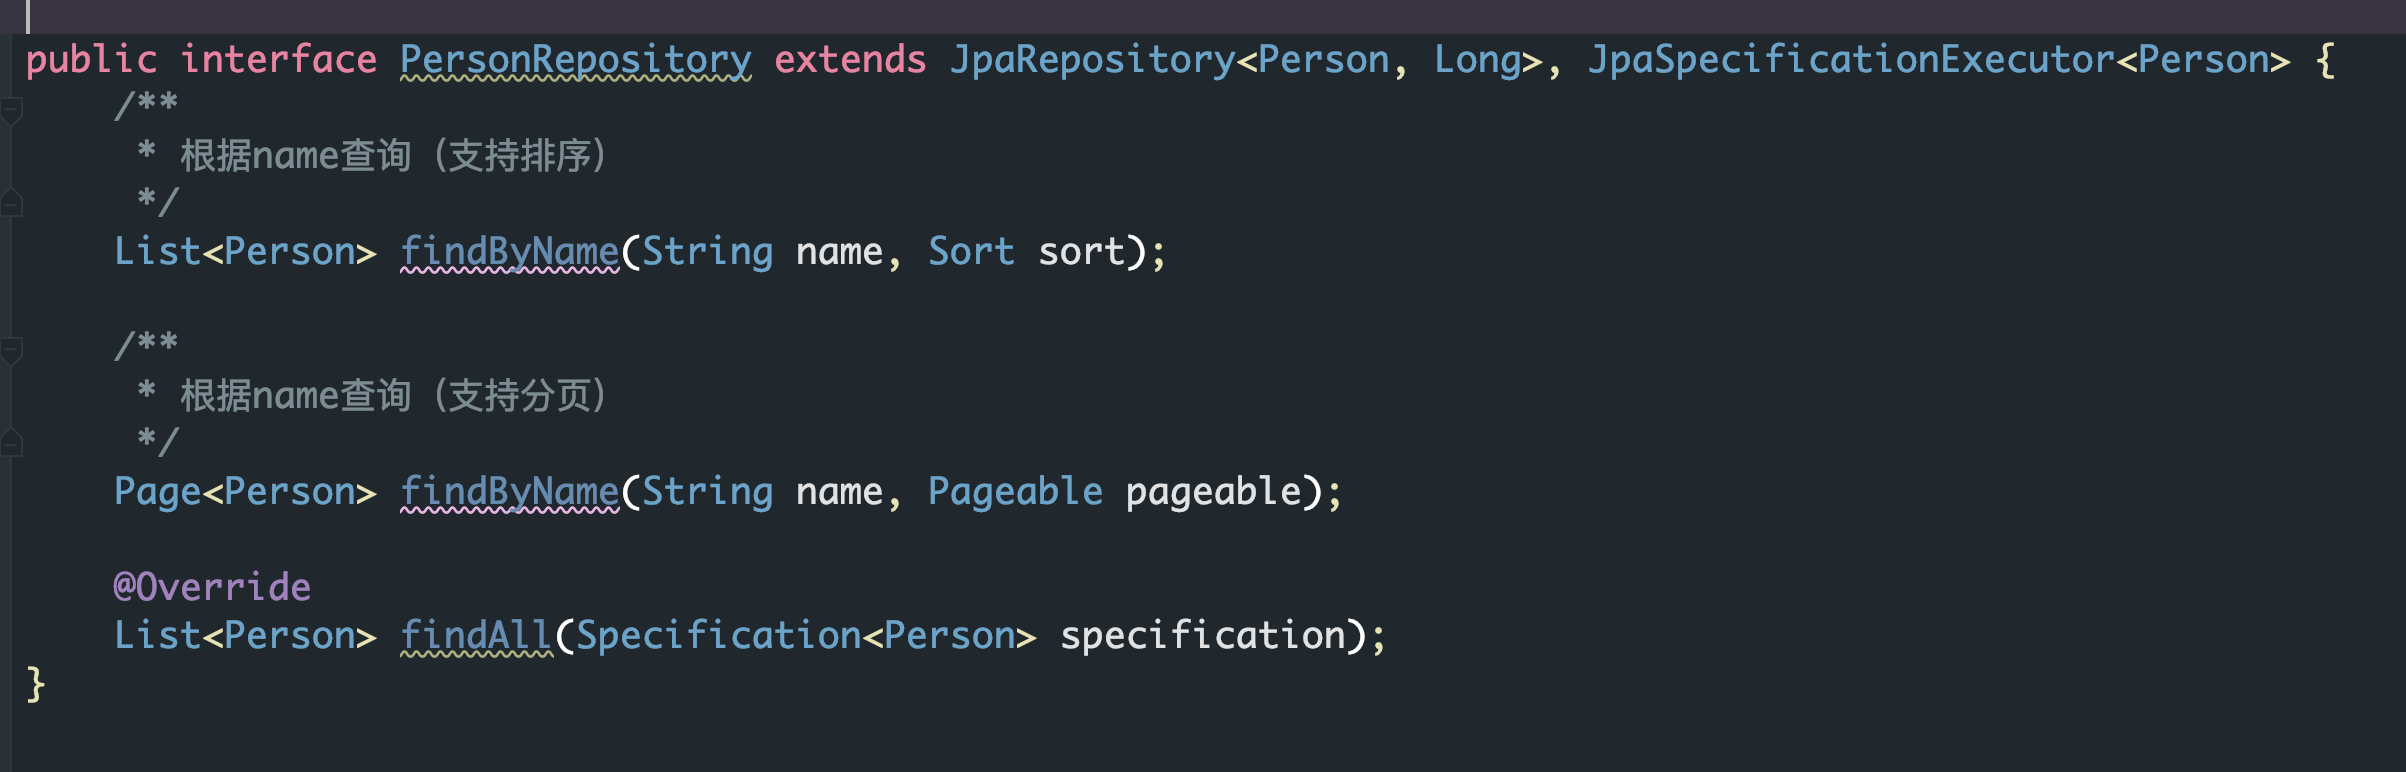 public interface PersonRepository extends JpaRepository<Person, Long>, JpaSpecificationExecutor<Person> {
    /**
     * 根据name查询（支持排序）
     */
    List<Person> findByName(String name, Sort sort);

    /**
     * 根据name查询（支持分页）
     */
    Page<Person> findByName(String name, Pageable pageable);

    @Override
    List<Person> findAll(Specification<Person> specification);
}